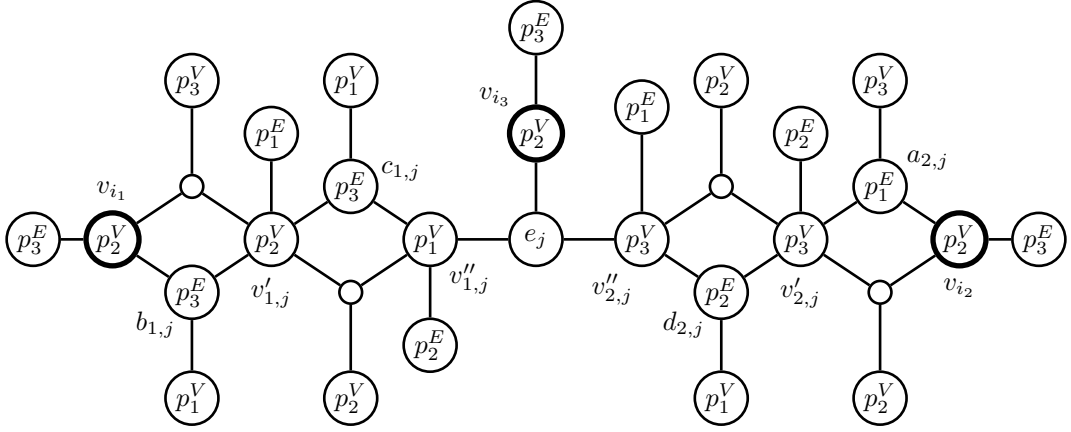 $p_3^E$
$p_3^V$ $p_1^V$ $p_2^V$ $p_3^V$
$v_{i_3}$ $p_1^E$
$p_1^E$ $p_2^V$ $p_2^E$
$c_{1,j}$ $a_{2,j}$
$v_{i_1}$ $p_3^E$ $p_1^E$
$p_3^E$ $p_2^V$ $p_2^V$ $p_1^V$ $e_j$ $p_3^V$ $p_3^V$ $p_2^V$ $p_3^E$
$p_3^E$ $v'_{1,j}$ $v''_{1,j}$ $v''_{2,j}$ $p_2^E$ $v'_{2,j}$ $v_{i_2}$
$b_{1,j}$ $d_{2,j}$
$p_2^E$
$p_1^V$ $p_2^V$ $p_1^V$ $p_2^V$